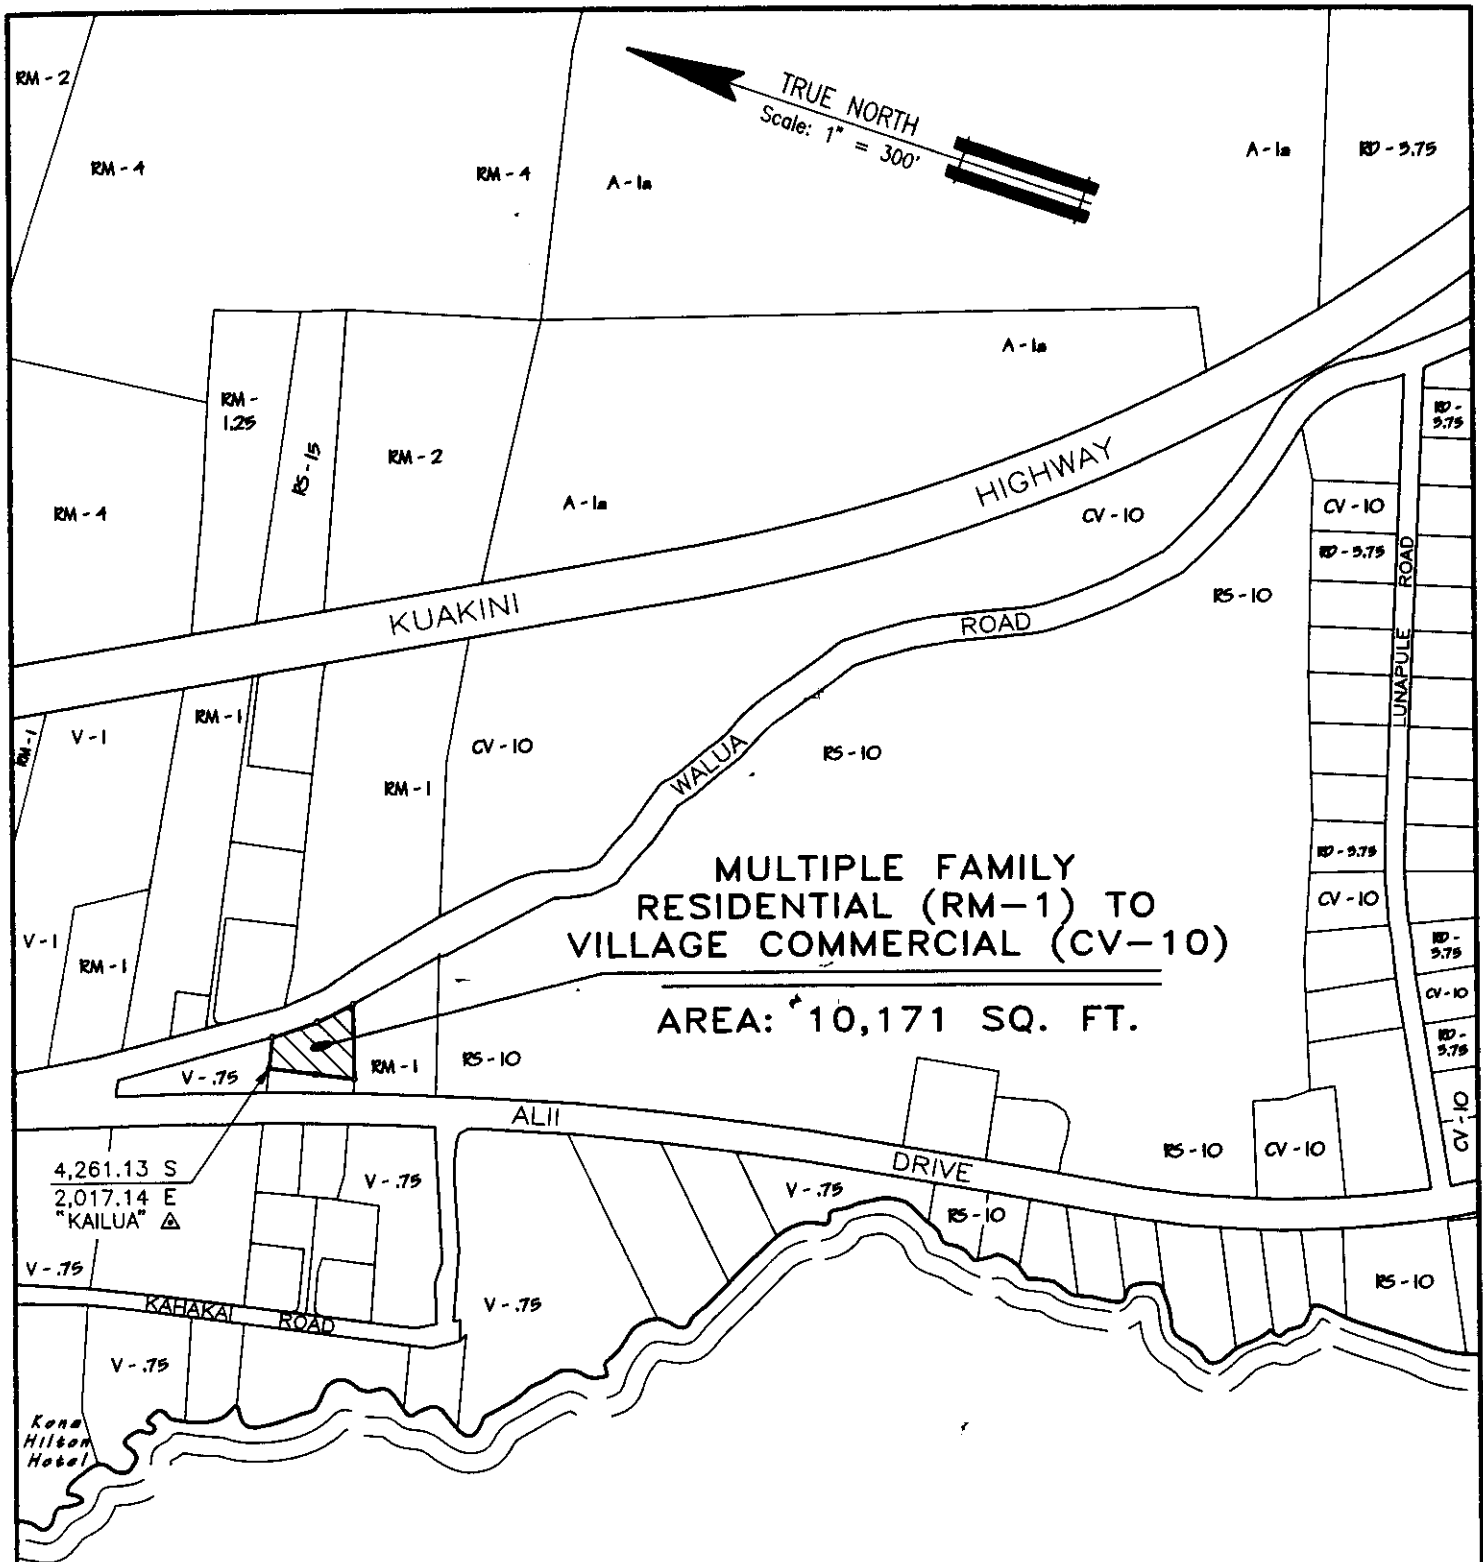 RM - 2
RM - 4
RM - 4
A - 1a
TRUE NORTH
Scale: 1" = 300'
A - 1a
RD - 3.75
A - 1a
RM -
1.25
RS - 15
RM - 2
RM - 4
A - 1a
KUAKINI
HIGHWAY
CV - 10
RD -
3.75
CV - 10
RD - 3.75
RS - 10
LUNAPULE ROAD
WALUA
ROAD
RM - 1
V - 1
RM - 1
CV - 10
RM - 1
RS - 10
MULTIPLE FAMILY
RESIDENTIAL (RM-1) TO
VILLAGE COMMERCIAL (CV-10)
AREA: 10,171 SQ. FT.
RD - 3.75
CV - 10
RD -
3.75
CV - 10
RD -
3.75
CV - 10
V - 1
RM - 1
V - .75
RM - 1
RS - 10
ALII
DRIVE
4,261.13 S
2,017.14 E
"KAILUA"
V - .75
V - .75
RS - 10
RS - 10
CV - 10
RS - 10
V - .75
V - .75
KAHAKAI
ROAD
V - .75
Kona
Hilton
Hotel